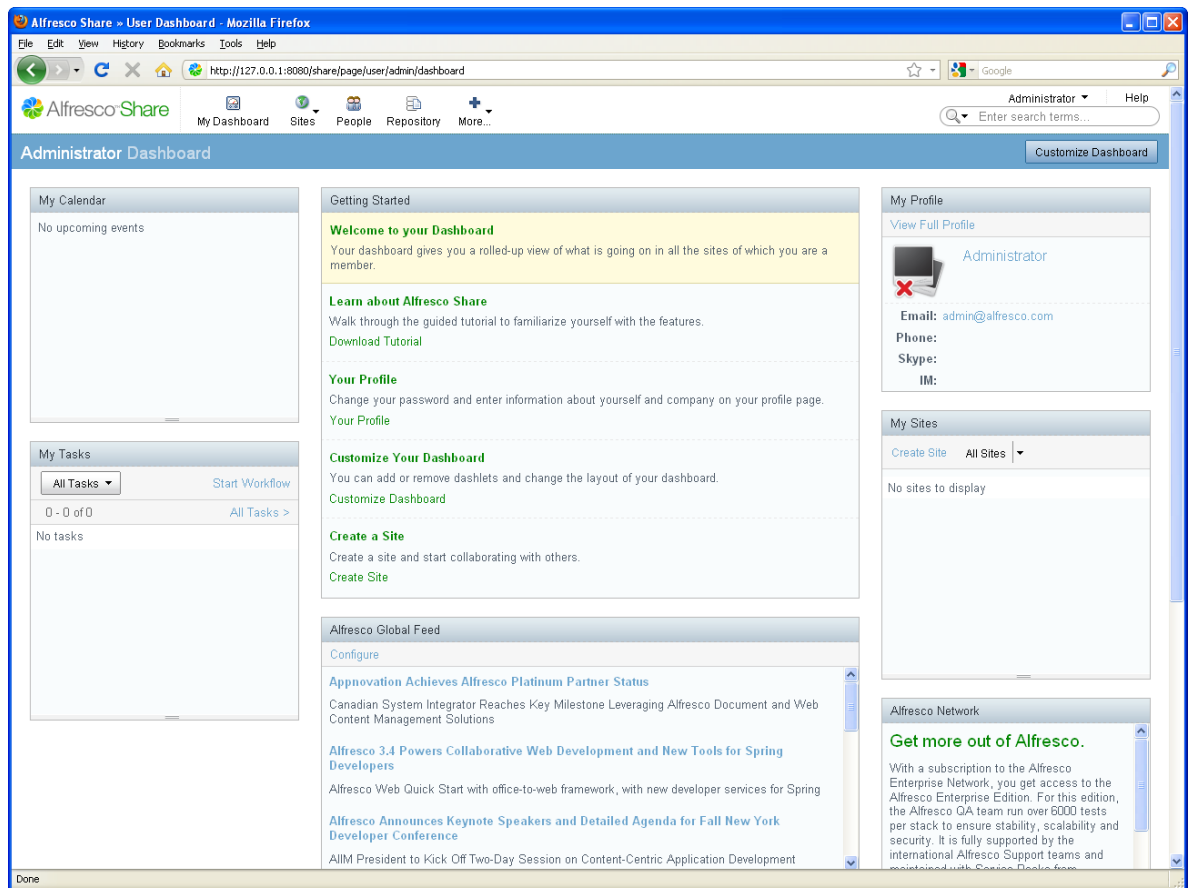 Alfresco Share » User Dashboard - Mozilla Firefox
File Edit View History Bookmarks Tools Help
http://127.0.0.1:8080/share/page/user/admin/dashboard
Google
Alfresco™Share
My Dashboard Sites People Repository More...
Administrator Help
Enter search terms...
Administrator Dashboard
Customize Dashboard
My Calendar
No upcoming events
My Tasks
All Tasks Start Workflow
0 - 0 of 0 All Tasks >
No tasks
Getting Started
Welcome to your Dashboard
Your dashboard gives you a rolled-up view of what is going on in all the sites of which you are a
member.
Learn about Alfresco Share
Walk through the guided tutorial to familiarize yourself with the features.
Download Tutorial
Your Profile
Change your password and enter information about yourself and company on your profile page.
Your Profile
Customize Your Dashboard
You can add or remove dashlets and change the layout of your dashboard.
Customize Dashboard
Create a Site
Create a site and start collaborating with others.
Create Site
Alfresco Global Feed
Configure
Appnovation Achieves Alfresco Platinum Partner Status
Canadian System Integrator Reaches Key Milestone Leveraging Alfresco Document and Web
Content Management Solutions
Alfresco 3.4 Powers Collaborative Web Development and New Tools for Spring
Developers
Alfresco Web Quick Start with office-to-web framework, with new developer services for Spring
Alfresco Announces Keynote Speakers and Detailed Agenda for Fall New York
Developer Conference
AIIM President to Kick Off Two-Day Session on Content-Centric Application Development
My Profile
View Full Profile
Administrator
Email: admin@alfresco.com
Phone:
Skype:
IM:
My Sites
Create Site All Sites
No sites to display
Alfresco Network
Get more out of Alfresco.
With a subscription to the Alfresco
Enterprise Network, you get access to the
Alfresco Enterprise Edition. For this edition,
the Alfresco QA team run over 6000 tests
per stack to ensure stability, scalability and
security. It is fully supported by the
international Alfresco Support teams and
maintained with Service Packs from
Done